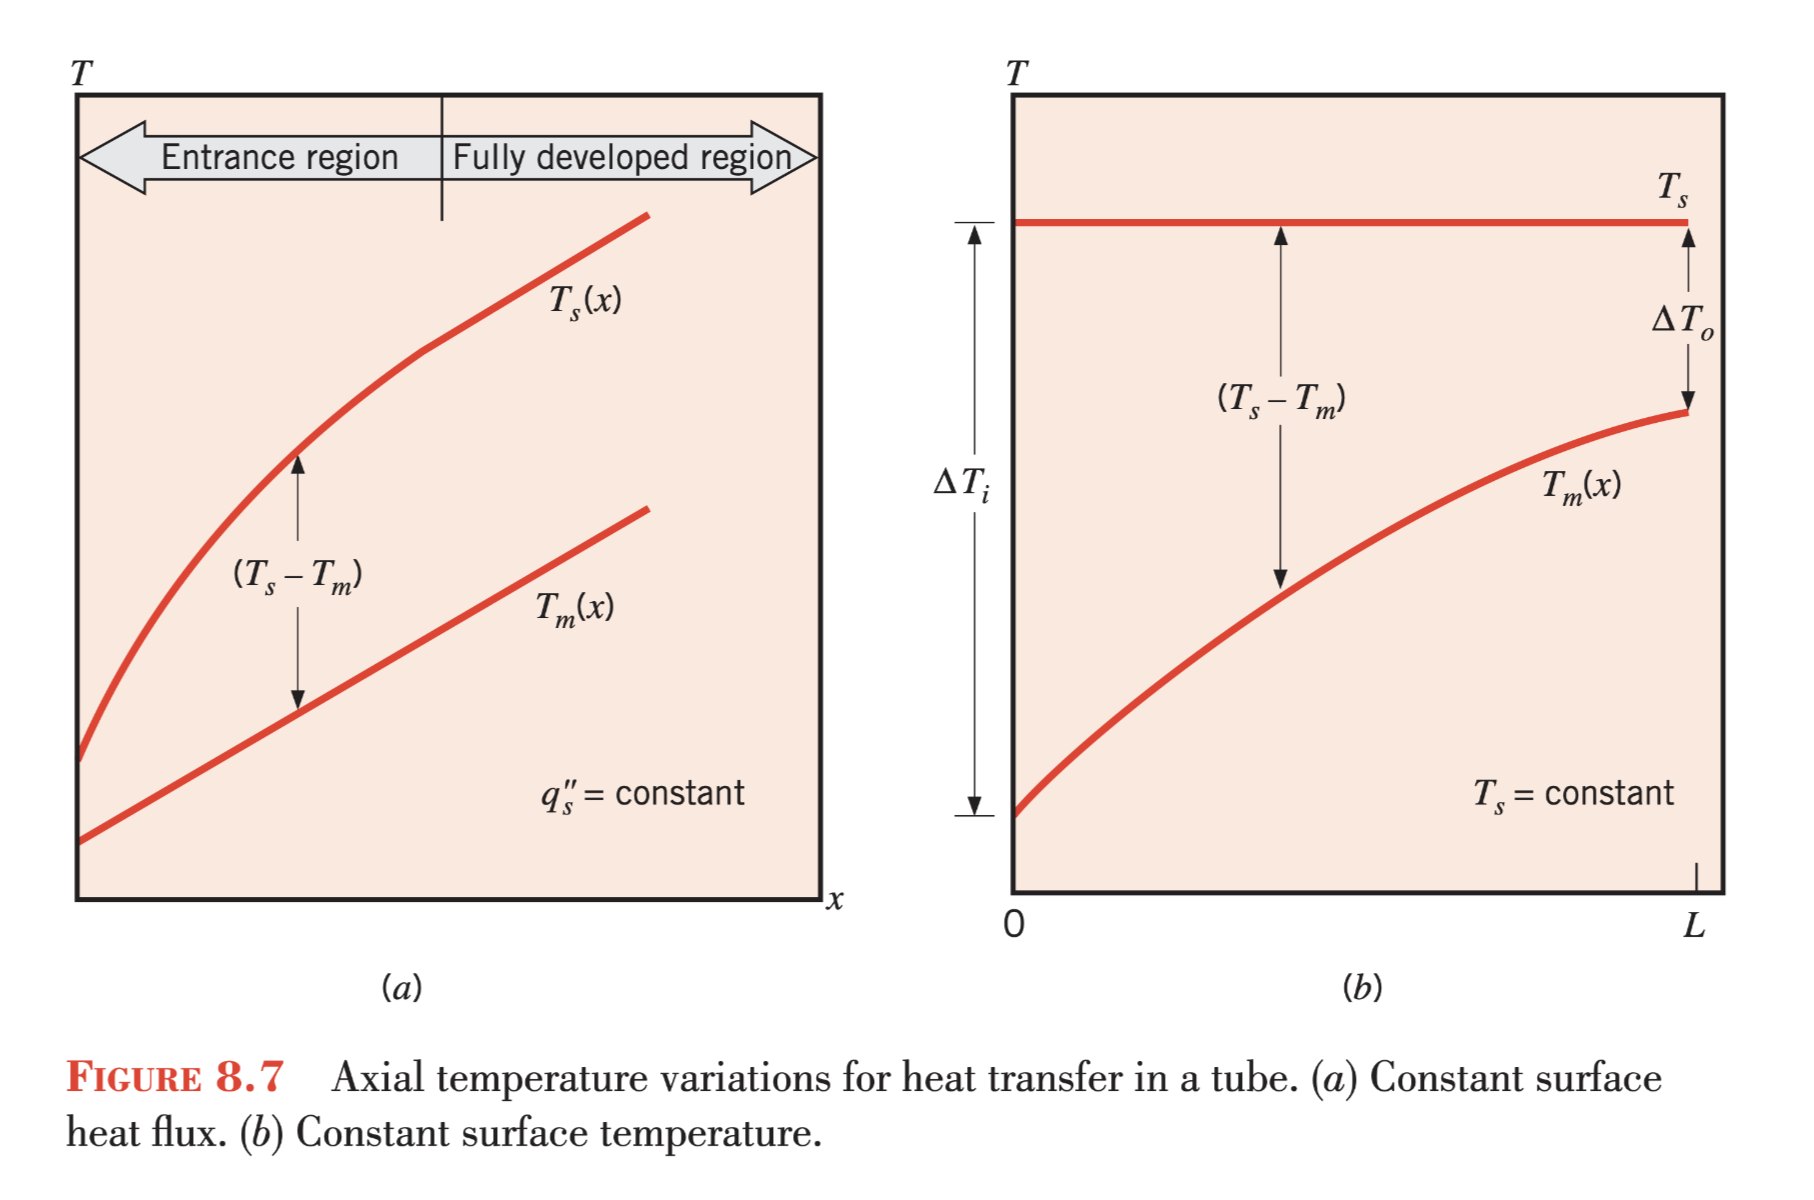 T
Entrance region
Fully developed region
Tₛ(x)
(Tₛ – Tₘ)
Tₘ(x)
q″ₛ = constant
x
(a)
T
Tₛ
ΔTₒ
(Tₛ – Tₘ)
ΔTᵢ
Tₘ(x)
Tₛ = constant
0
L
(b)
FIGURE 8.7 Axial temperature variations for heat transfer in a tube. (a) Constant surface
heat flux. (b) Constant surface temperature.